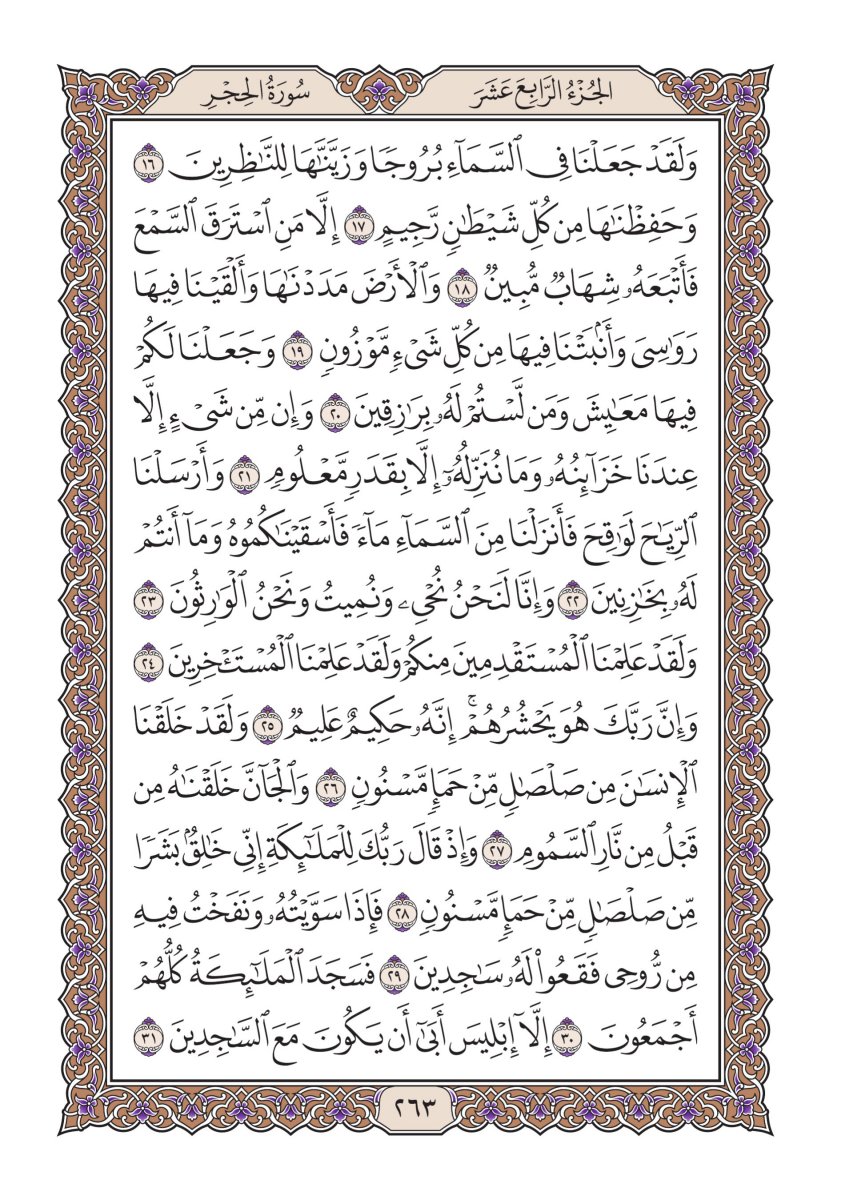 الجُزْءُ الرَّابِعَ عَشَرَ
سُورَةُ الحِجْرِ
وَلَقَدْ جَعَلْنَا فِي ٱلسَّمَآءِ بُرُوجٗا وَزَيَّنَّٰهَا لِلنَّٰظِرِينَ ١٦
وَحَفِظْنَٰهَا مِن كُلِّ شَيْطَٰنٖ رَّجِيمٍ ١٧ إِلَّا مَنِ ٱسْتَرَقَ ٱلسَّمْعَ
فَأَتْبَعَهُۥ شِهَابٞ مُّبِينٞ ١٨ وَٱلْأَرْضَ مَدَدْنَٰهَا وَأَلْقَيْنَا فِيهَا
رَوَٰسِيَ وَأَنۢبَتْنَا فِيهَا مِن كُلِّ شَيْءٖ مَّوْزُونٖ ١٩ وَجَعَلْنَا لَكُمْ
فِيهَا مَعَٰيِشَ وَمَن لَّسْتُمْ لَهُۥ بِرَٰزِقِينَ ٢٠ وَإِن مِّن شَيْءٍ إِلَّا
عِندَنَا خَزَآئِنُهُۥ وَمَا نُنَزِّلُهُۥٓ إِلَّا بِقَدَرٖ مَّعْلُومٖ ٢١ وَأَرْسَلْنَا
ٱلرِّيَٰحَ لَوَٰقِحَ فَأَنزَلْنَا مِنَ ٱلسَّمَآءِ مَآءٗ فَأَسْقَيْنَٰكُمُوهُ وَمَآ أَنتُمْ
لَهُۥ بِخَٰزِنِينَ ٢٢ وَإِنَّا لَنَحْنُ نُحْيِۦ وَنُمِيتُ وَنَحْنُ ٱلْوَٰرِثُونَ ٢٣
وَلَقَدْ عَلِمْنَا ٱلْمُسْتَقْدِمِينَ مِنكُمْ وَلَقَدْ عَلِمْنَا ٱلْمُسْتَـْٔخِرِينَ ٢٤
وَإِنَّ رَبَّكَ هُوَ يَحْشُرُهُمْۚ إِنَّهُۥ حَكِيمٌ عَلِيمٞ ٢٥ وَلَقَدْ خَلَقْنَا
ٱلْإِنسَٰنَ مِن صَلْصَٰلٖ مِّنْ حَمَإٖ مَّسْنُونٖ ٢٦ وَٱلْجَآنَّ خَلَقْنَٰهُ مِن
قَبْلُ مِن نَّارِ ٱلسَّمُومِ ٢٧ وَإِذْ قَالَ رَبُّكَ لِلْمَلَٰٓئِكَةِ إِنِّي خَٰلِقُۢ بَشَرٗا
مِّن صَلْصَٰلٖ مِّنْ حَمَإٖ مَّسْنُونٖ ٢٨ فَإِذَا سَوَّيْتُهُۥ وَنَفَخْتُ فِيهِ
مِن رُّوحِي فَقَعُوا۟ لَهُۥ سَٰجِدِينَ ٢٩ فَسَجَدَ ٱلْمَلَٰٓئِكَةُ كُلُّهُمْ
أَجْمَعُونَ ٣٠ إِلَّآ إِبْلِيسَ أَبَىٰٓ أَن يَكُونَ مَعَ ٱلسَّٰجِدِينَ ٣١
٢٦٣